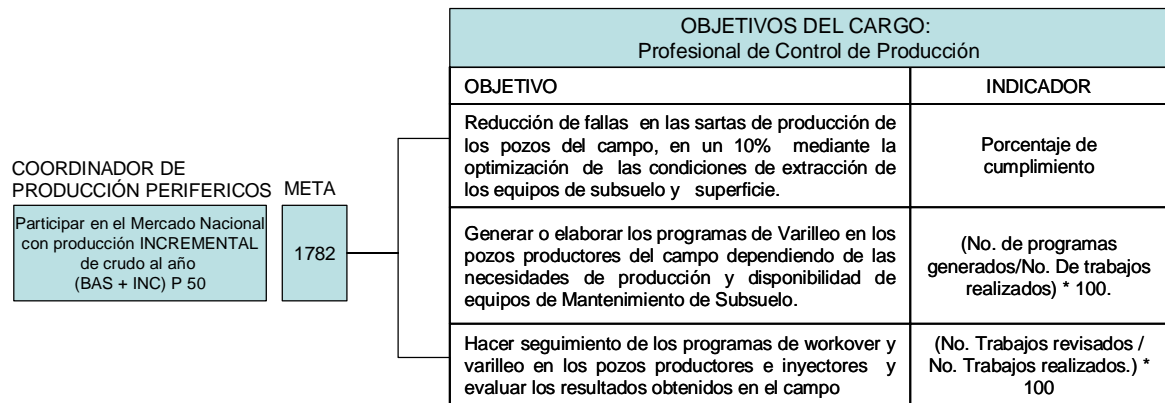 OBJETIVOS DEL CARGO:
Profesional de Control de Producción
OBJETIVO
INDICADOR
Reducción de fallas en las sartas de producción de
los pozos del campo, en un 10% mediante la
optimización de las condiciones de extracción de
los equipos de subsuelo y superficie.
Porcentaje de
cumplimiento
COORDINADOR DE
PRODUCCIÓN PERIFERICOS
META
Participar en el Mercado Nacional
con producción INCREMENTAL
de crudo al año
(BAS + INC) P 50
1782
Generar o elaborar los programas de Varilleo en los
pozos productores del campo dependiendo de las
necesidades de producción y disponibilidad de
equipos de Mantenimiento de Subsuelo.
(No. de programas
generados/No. De trabajos
realizados) * 100.
Hacer seguimiento de los programas de workover y
varilleo en los pozos productores e inyectores y
evaluar los resultados obtenidos en el campo
(No. Trabajos revisados /
No. Trabajos realizados.) *
100